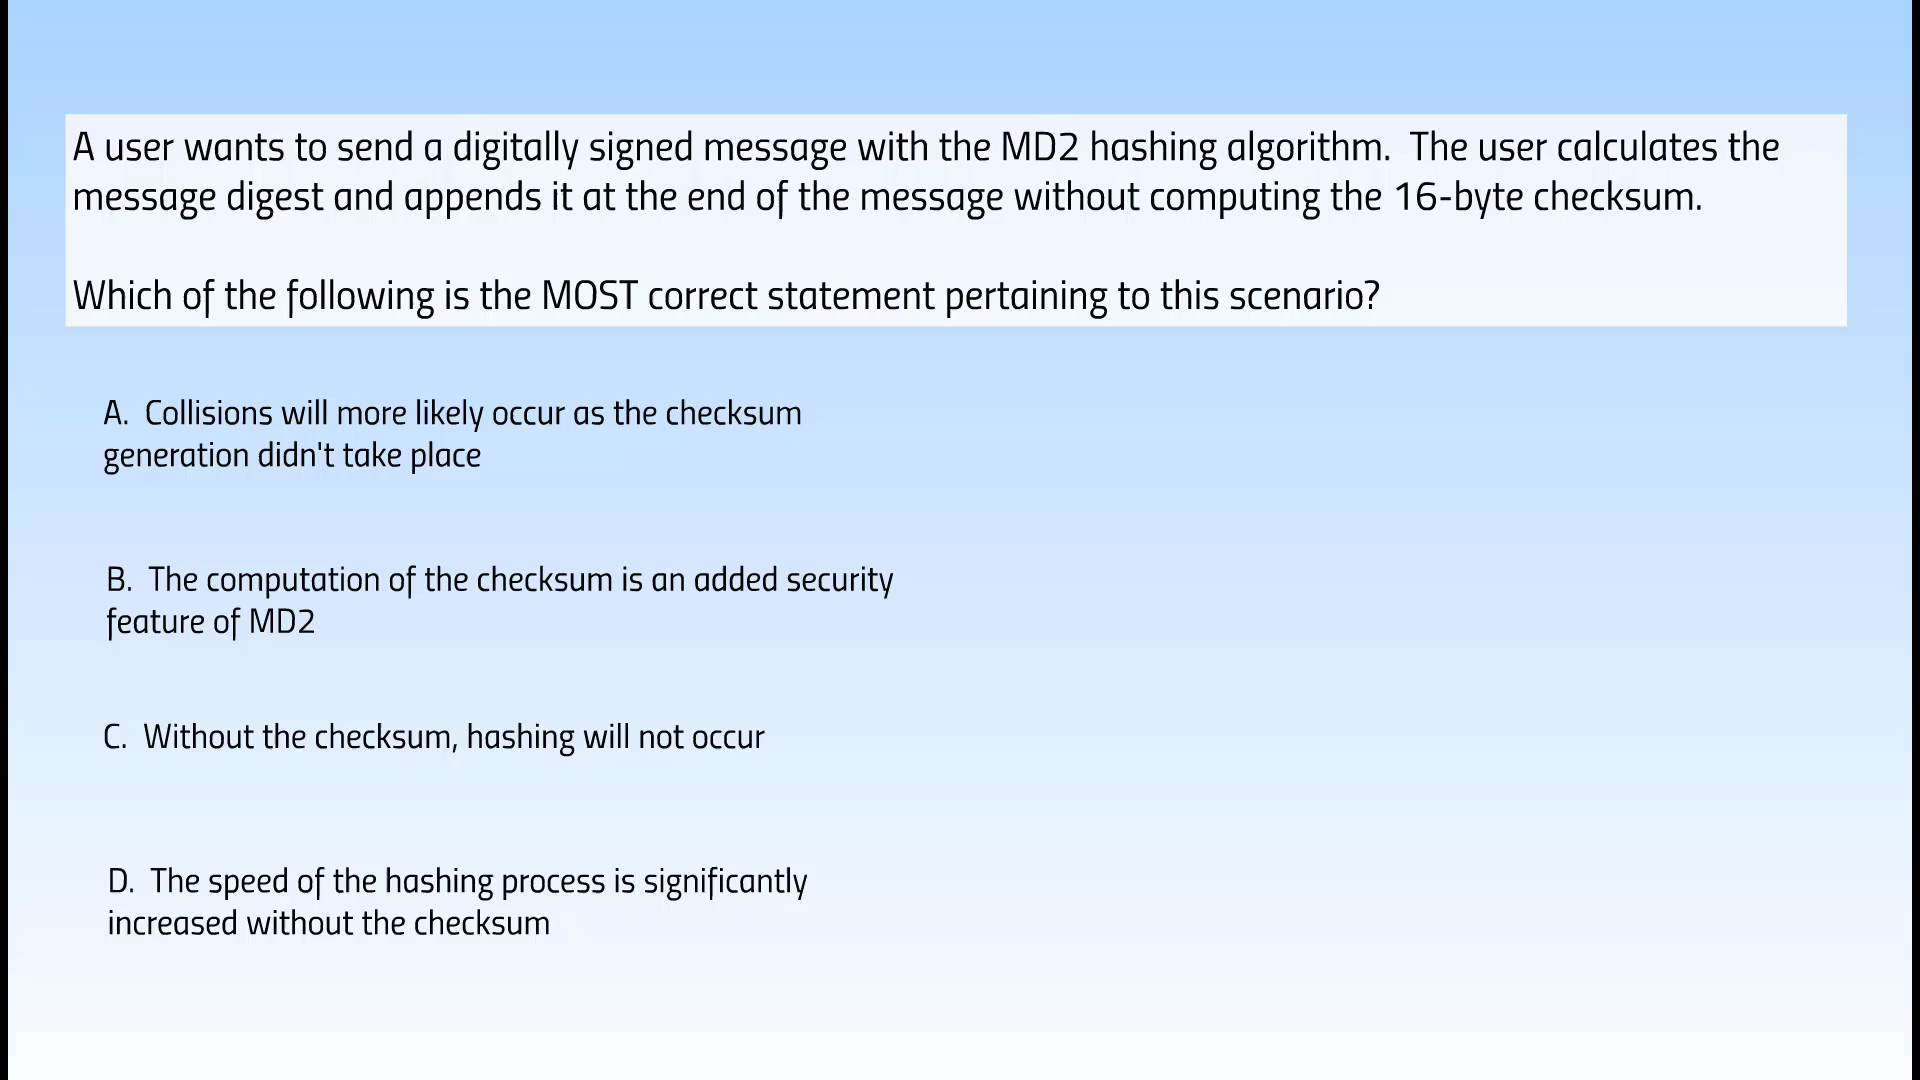 A user wants to send a digitally signed message with the MD2 hashing algorithm.  The user calculates the
message digest and appends it at the end of the message without computing the 16-byte checksum.
Which of the following is the MOST correct statement pertaining to this scenario?
A.  Collisions will more likely occur as the checksum
generation didn't take place
B.  The computation of the checksum is an added security
feature of MD2
C.  Without the checksum, hashing will not occur
D.  The speed of the hashing process is significantly
increased without the checksum